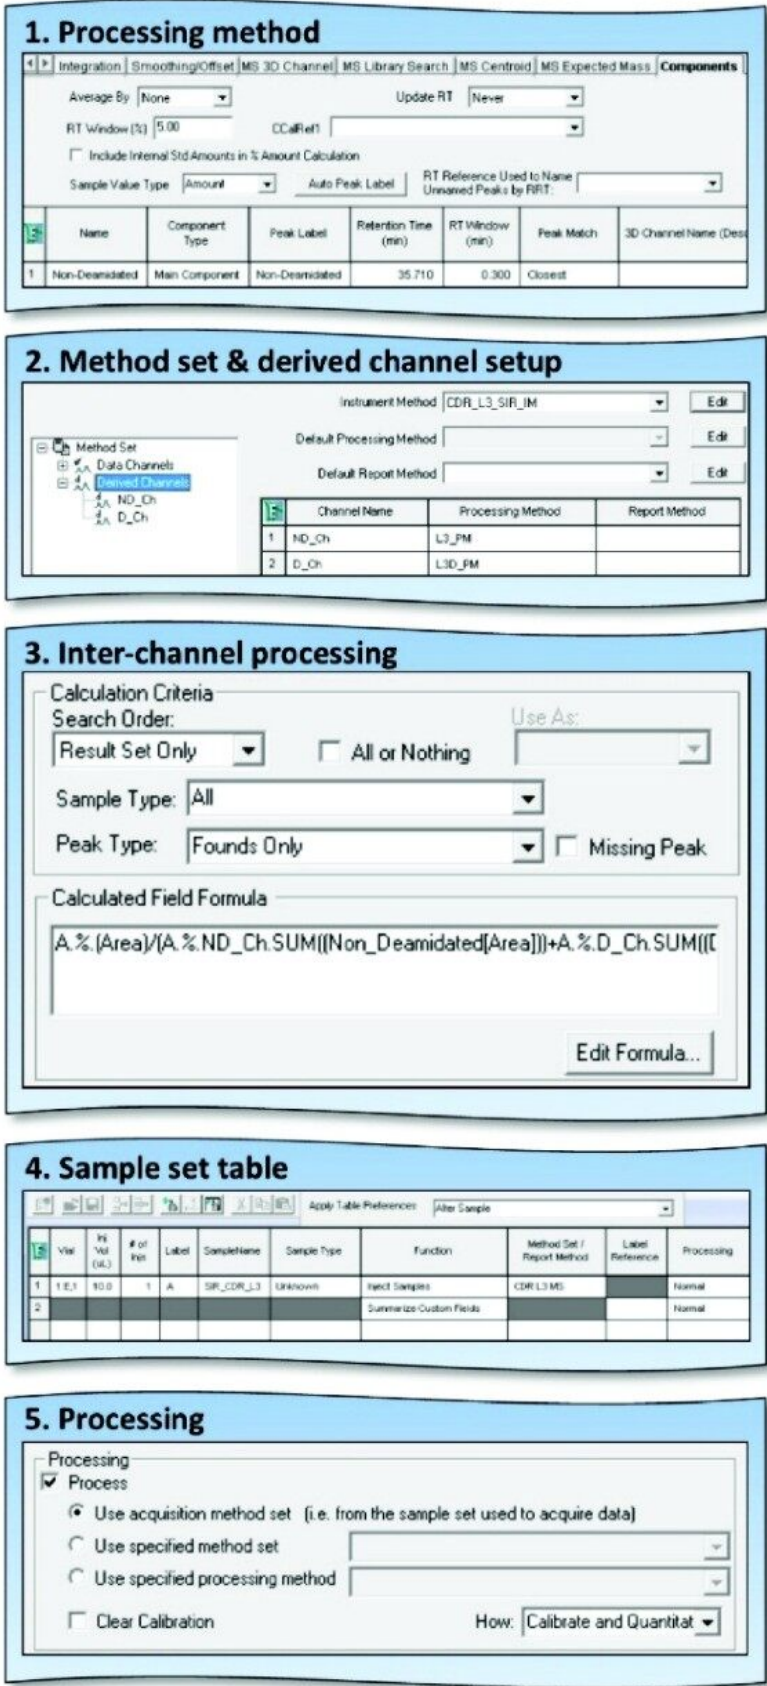 1. Processing method
Integration Smoothing/Offset MS 3D Channel MS Library Search MS Centroid MS Expected Mass Components
Average By None Update RT Never
RT Window (%) 5.00 CCalRef1
Include Internal Std Amounts in % Amount Calculation
Sample Value Type Amount Auto Peak Label RT Reference Used to Name Unnamed Peaks by RRT:
Name Component Type Peak Label Retention Time (min) RT Window (min) Peak Match 3D Channel Name (Desc
1 Non-Deamidated Main Component Non-Deamidated 35.710 0.300 Closest
2. Method set & derived channel setup
Instrument Method CDR_L3_SIR_IM Edit
Default Processing Method Edit
Default Report Method Edit
Method Set
Data Channels
Derived Channels
ND_Ch
D_Ch
Channel Name Processing Method Report Method
1 ND_Ch L3_PM
2 D_Ch L3D_PM
3. Inter-channel processing
Calculation Criteria
Search Order: Use As:
Result Set Only All or Nothing
Sample Type: All
Peak Type: Founds Only Missing Peak
Calculated Field Formula
A.%.(Area)/(A.%.ND_Ch.SUM((Non_Deamidated[Area]))+A.%.D_Ch.SUM((D
Edit Formula...
4. Sample set table
Apply Table Preferences: Alter Sample
Vial Inj Vol (uL) # of Injs Label SampleName Sample Type Function Method Set / Report Method Label Reference Processing
1 1:E,1 10.0 1 A SIR_CDR_L3 Unknown Inject Samples CDR L3 MS Normal
2 Summarize Custom Fields Normal
5. Processing
Processing
Process
Use acquisition method set (i.e. from the sample set used to acquire data)
Use specified method set
Use specified processing method
Clear Calibration How: Calibrate and Quantitat